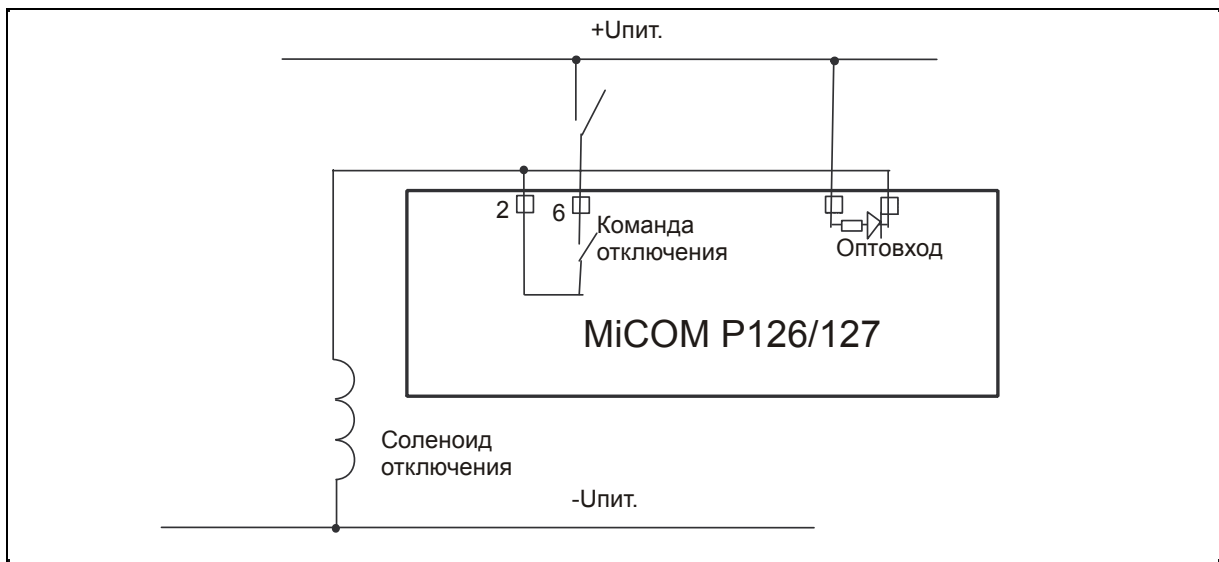 +Uпит.
2
6
Команда
отключения
Оптовход
MiCOM P126/127
Соленоид
отключения
-Uпит.